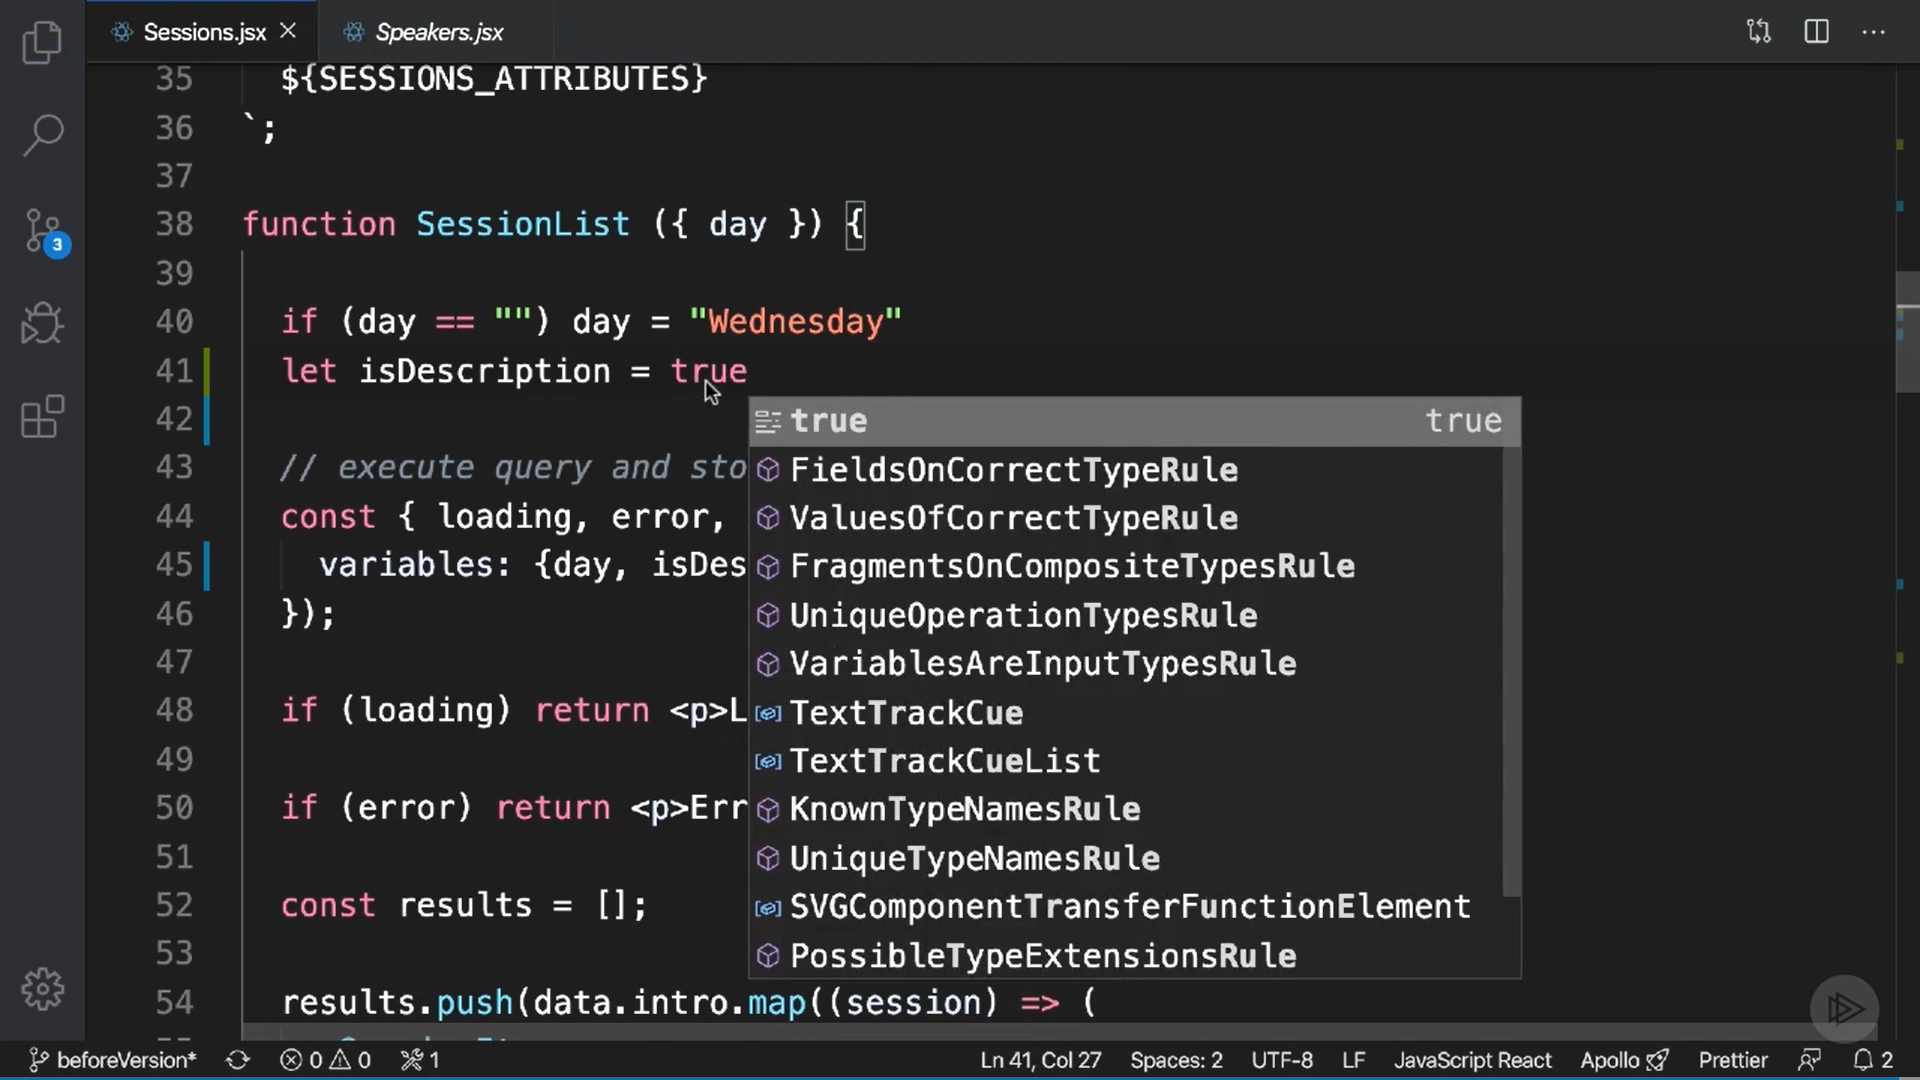 Sessions.jsx
Speakers.jsx
35 ${SESSIONS_ATTRIBUTES}
36 `;
37
38 function SessionList ({ day }) {
39
40 if (day == "") day = "Wednesday"
41 let isDescription = true
42
43 // execute query and sto
44 const { loading, error,
45 variables: {day, isDes
46 });
47
48 if (loading) return <p>L
49
50 if (error) return <p>Err
51
52 const results = [];
53
54 results.push(data.intro.map((session) => (
true true
FieldsOnCorrectTypeRule
ValuesOfCorrectTypeRule
FragmentsOnCompositeTypesRule
UniqueOperationTypesRule
VariablesAreInputTypesRule
TextTrackCue
TextTrackCueList
KnownTypeNamesRule
UniqueTypeNamesRule
SVGComponentTransferFunctionElement
PossibleTypeExtensionsRule
3
beforeVersion* 0 0 1 Ln 41, Col 27 Spaces: 2 UTF-8 LF JavaScript React Apollo Prettier 2